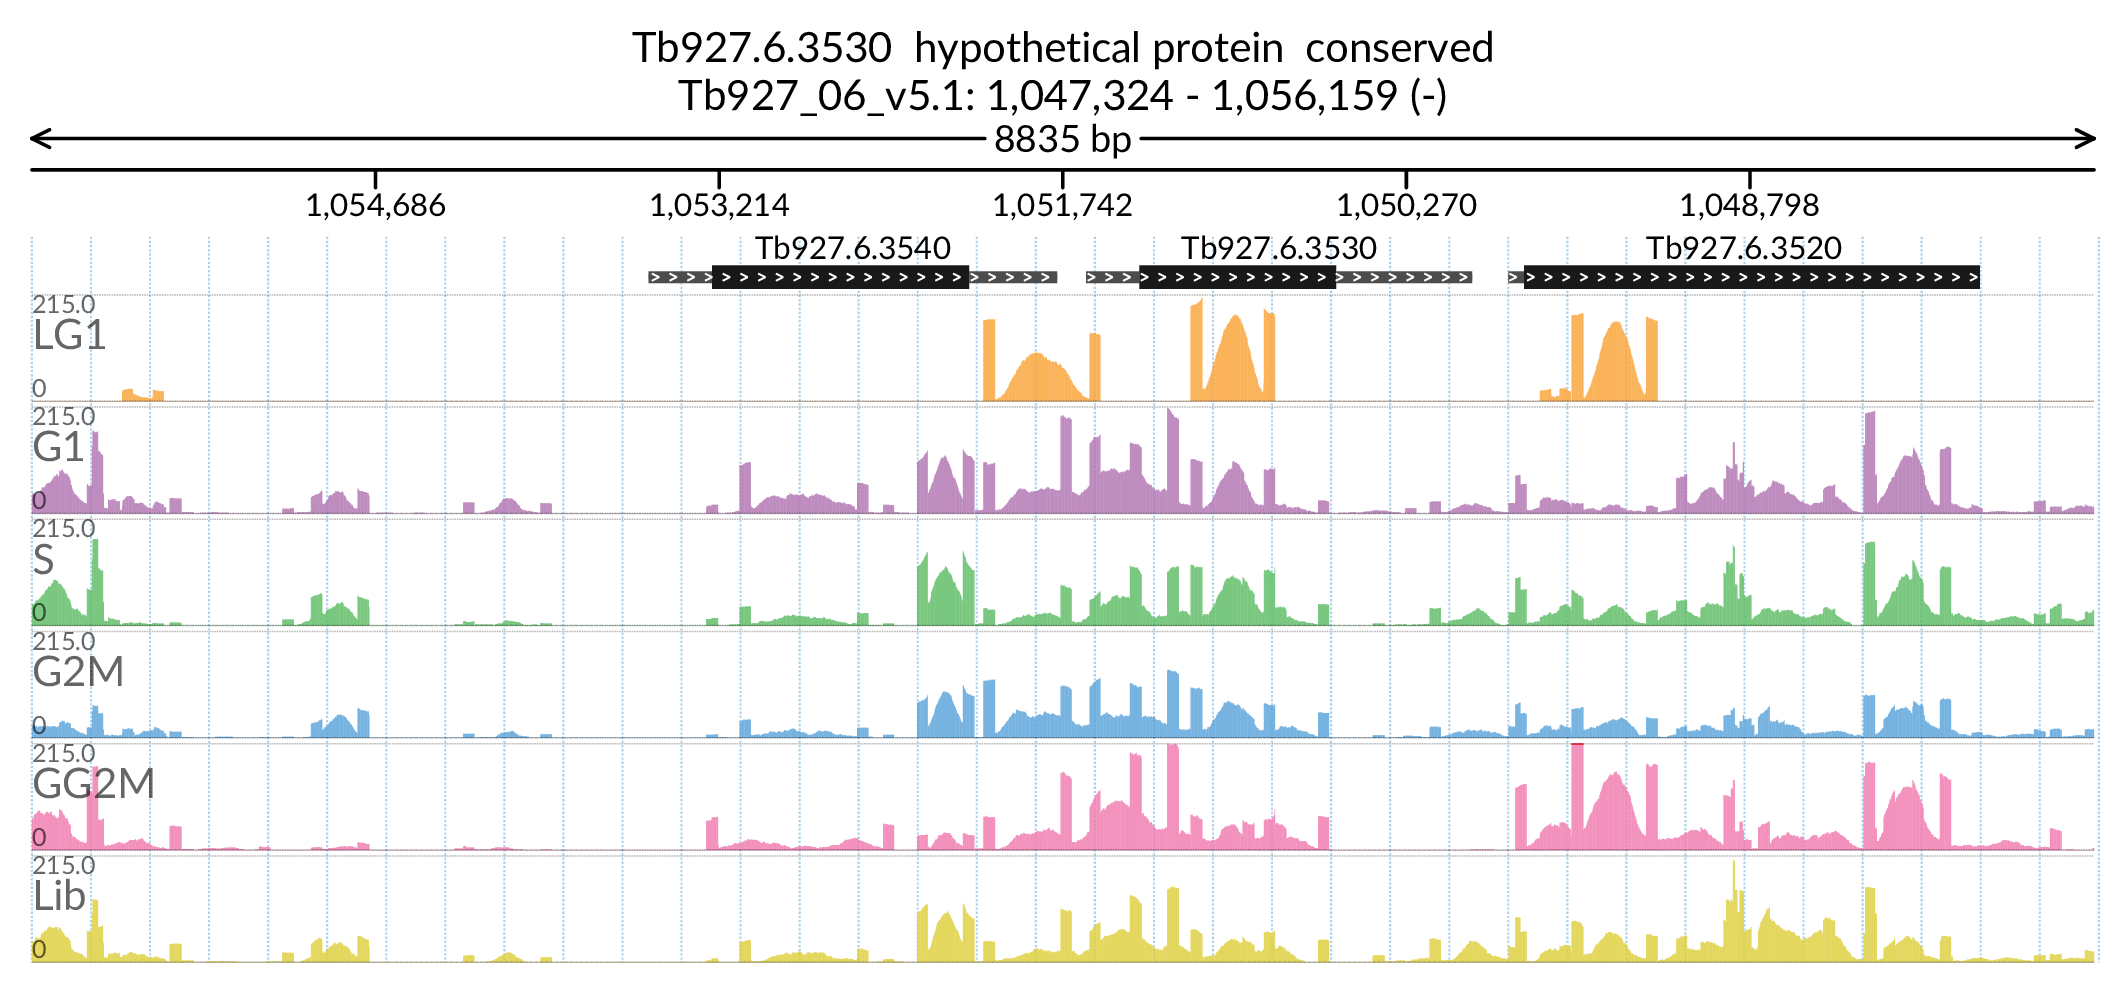 Tb927.6.3530  hypothetical protein  conserved
Tb927_06_v5.1: 1,047,324 - 1,056,159 (-)
8835 bp
1,054,686 1,053,214 1,051,742 1,050,270 1,048,798
Tb927.6.3540 Tb927.6.3530 Tb927.6.3520
215.0
LG1
0
215.0
G1
0
215.0
S
0
215.0
G2M
0
215.0
GG2M
0
215.0
Lib
0